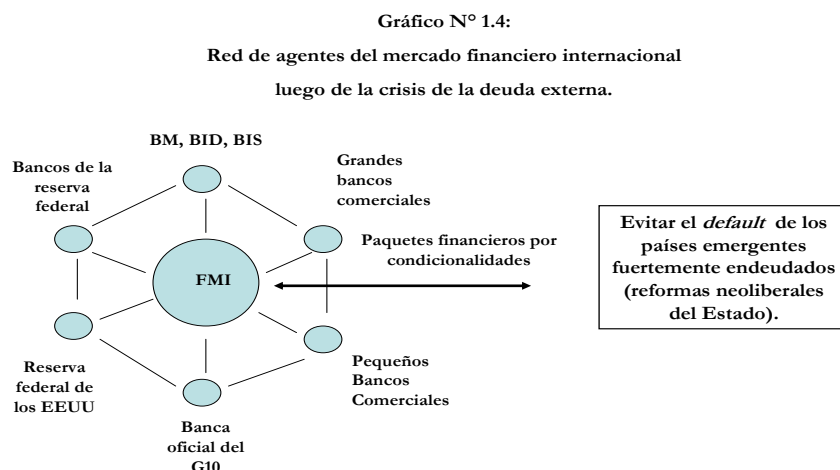 Gráfico N° 1.4:
Red de agentes del mercado financiero internacional
luego de la crisis de la deuda externa.
BM, BID, BIS
Bancos de la
reserva
federal
Grandes
bancos
comerciales
Paquetes financieros por
condicionalidades
Evitar el default de los
países emergentes
fuertemente endeudados
(reformas neoliberales
del Estado).
FMI
Reserva
federal de
los EEUU
Pequeños
Bancos
Comerciales
Banca
oficial del
G10